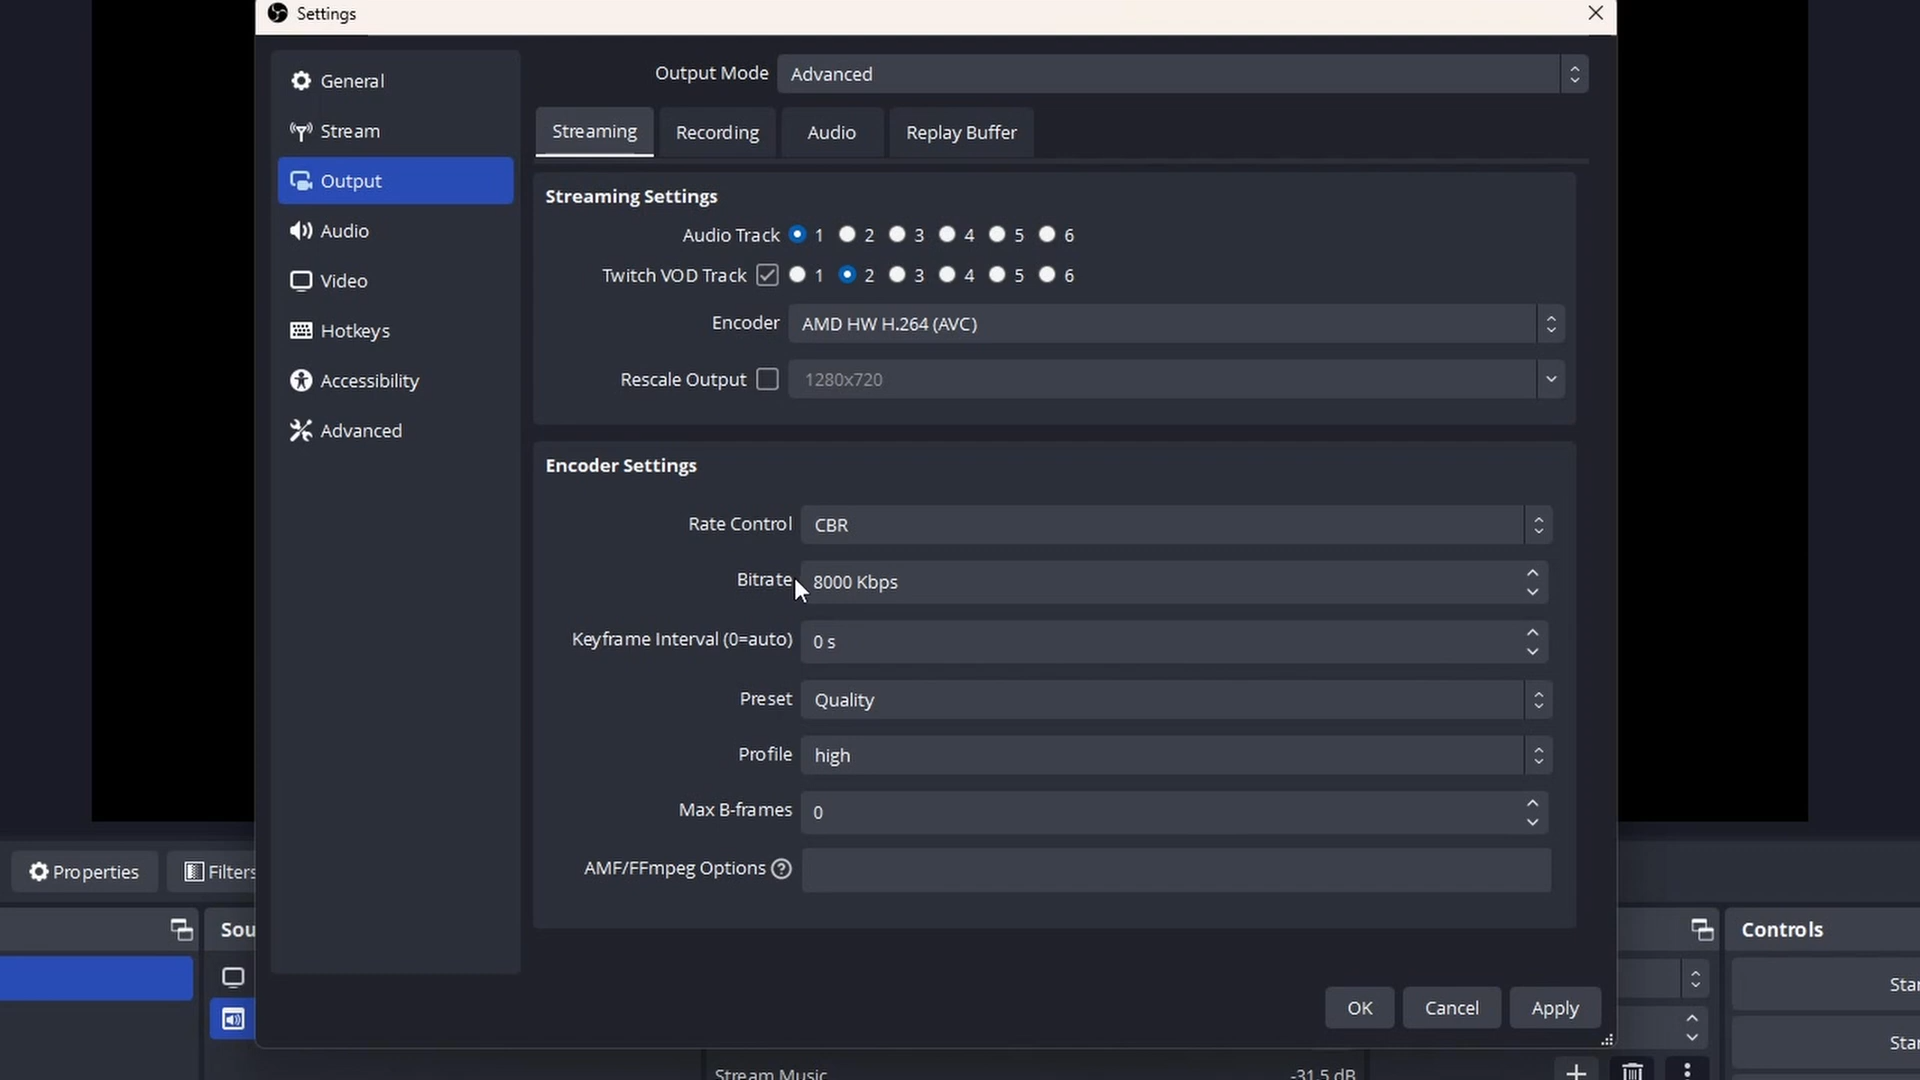 Settings
General
Stream
Output
Audio
Video
Hotkeys
Accessibility
Advanced
Output Mode Advanced
Streaming Recording Audio Replay Buffer
Streaming Settings
Audio Track 1 2 3 4 5 6
Twitch VOD Track 1 2 3 4 5 6
Encoder AMD HW H.264 (AVC)
Rescale Output 1280x720
Encoder Settings
Rate Control CBR
Bitrate 8000 Kbps
Keyframe Interval (0=auto) 0 s
Preset Quality
Profile high
Max B-frames 0
AMF/FFmpeg Options ?
OK Cancel Apply
Properties Filters
Sou
Controls
Star
Star
Stream Music -31.5 dB